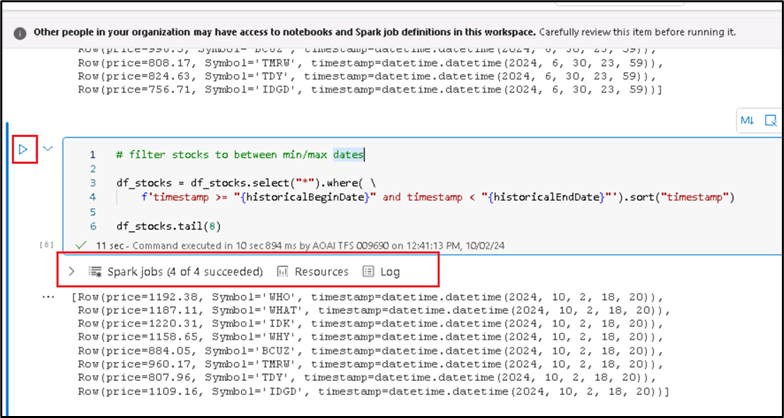 Other people in your organization may have access to notebooks and Spark job definitions in this workspace. Carefully review this item before running it.
Row(price=996.5, Symbol='BCUZ', timestamp=datetime.datetime(2024, 6, 30, 23, 59)),
Row(price=808.17, Symbol='TMRW', timestamp=datetime.datetime(2024, 6, 30, 23, 59)),
Row(price=824.63, Symbol='TDY', timestamp=datetime.datetime(2024, 6, 30, 23, 59)),
Row(price=756.71, Symbol='IDGD', timestamp=datetime.datetime(2024, 6, 30, 23, 59))]
M↓
1 # filter stocks to between min/max dates
2
3 df_stocks = df_stocks.select("*").where( \
4 f'timestamp >= "{historicalBeginDate}" and timestamp < "{historicalEndDate}"').sort("timestamp")
5
6 df_stocks.tail(8)
[8] 11 sec - Command executed in 10 sec 894 ms by AOAI TFS 009690 on 12:41:13 PM, 10/02/24
Spark jobs (4 of 4 succeeded) Resources Log
[Row(price=1192.38, Symbol='WHO', timestamp=datetime.datetime(2024, 10, 2, 18, 20)),
Row(price=1187.11, Symbol='WHAT', timestamp=datetime.datetime(2024, 10, 2, 18, 20)),
Row(price=1220.31, Symbol='IDK', timestamp=datetime.datetime(2024, 10, 2, 18, 20)),
Row(price=1158.65, Symbol='WHY', timestamp=datetime.datetime(2024, 10, 2, 18, 20)),
Row(price=884.05, Symbol='BCUZ', timestamp=datetime.datetime(2024, 10, 2, 18, 20)),
Row(price=960.17, Symbol='TMRW', timestamp=datetime.datetime(2024, 10, 2, 18, 20)),
Row(price=807.96, Symbol='TDY', timestamp=datetime.datetime(2024, 10, 2, 18, 20)),
Row(price=1109.16, Symbol='IDGD', timestamp=datetime.datetime(2024, 10, 2, 18, 20))]